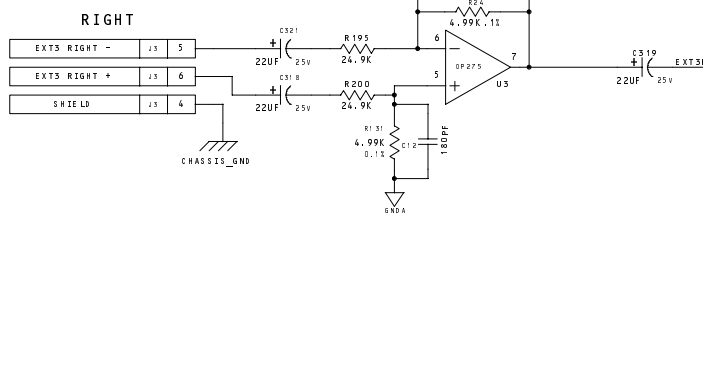 R24
4.99K.1%
RIGHT
EXT3 RIGHT - J3 5
EXT3 RIGHT + J3 6
SHIELD J3 4
CHASSIS_GND
C321
+
22UF 25V
R195
24.9K
C318
+
22UF 25V
R200
24.9K
6 -
5 +
OP275
7
U3
R131
4.99K
0.1%
C12
180PF
GNDA
C319
+
22UF 25V